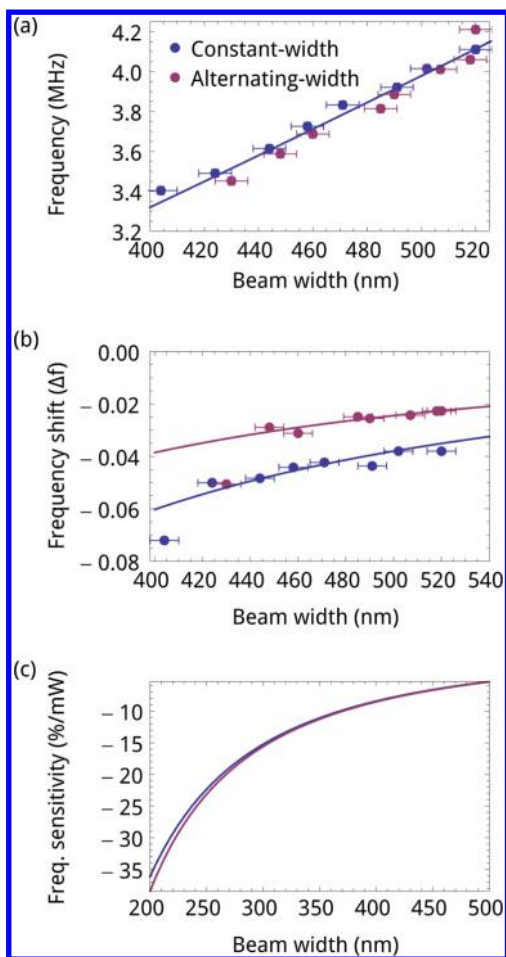 (a)
Constant-width
Alternating-width
4.2
4.0
3.8
3.6
3.4
3.2
Frequency (MHz)
400 420 440 460 480 500 520
Beam width (nm)
(b)
0.00
− 0.02
− 0.04
− 0.06
− 0.08
Frequency shift (Δf)
400 420 440 460 480 500 520 540
Beam width (nm)
(c)
− 10
− 15
− 20
− 25
− 30
− 35
Freq. sensitivity (%/mW)
200 250 300 350 400 450 500
Beam width (nm)